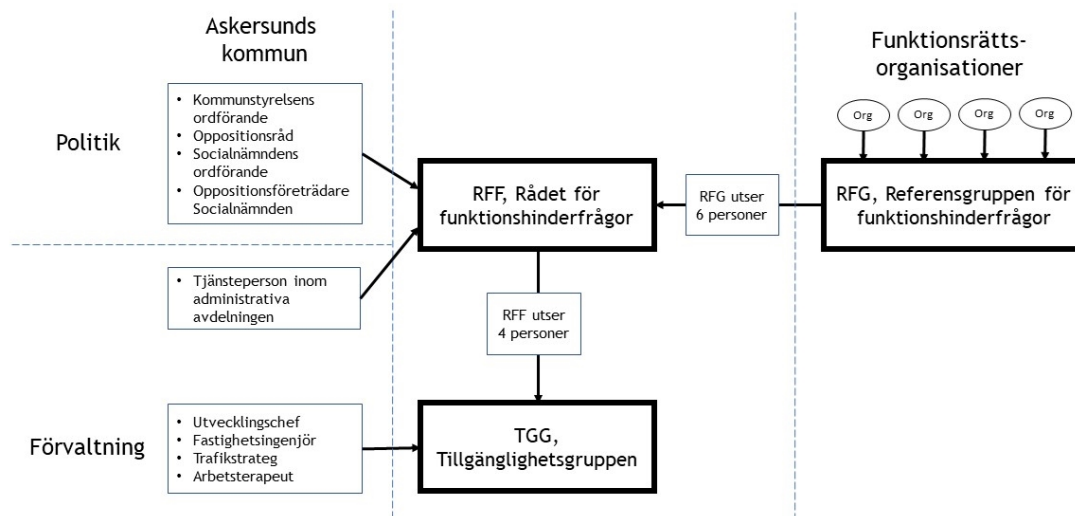 Askersunds
kommun
Funktionsrätts-
organisationer
Politik
• Kommunstyrelsens
ordförande
• Oppositionsråd
• Socialnämndens
ordförande
• Oppositionsföreträdare
Socialnämnden
Org
Org
Org
Org
RFF, Rådet för
funktionshinderfrågor
RFG utser
6 personer
RFG, Referensgruppen för
funktionshinderfrågor
• Tjänsteperson inom
administrativa
avdelningen
RFF utser
4 personer
Förvaltning
• Utvecklingschef
• Fastighetsingenjör
• Trafikstrateg
• Arbetsterapeut
TGG,
Tillgänglighetsgruppen